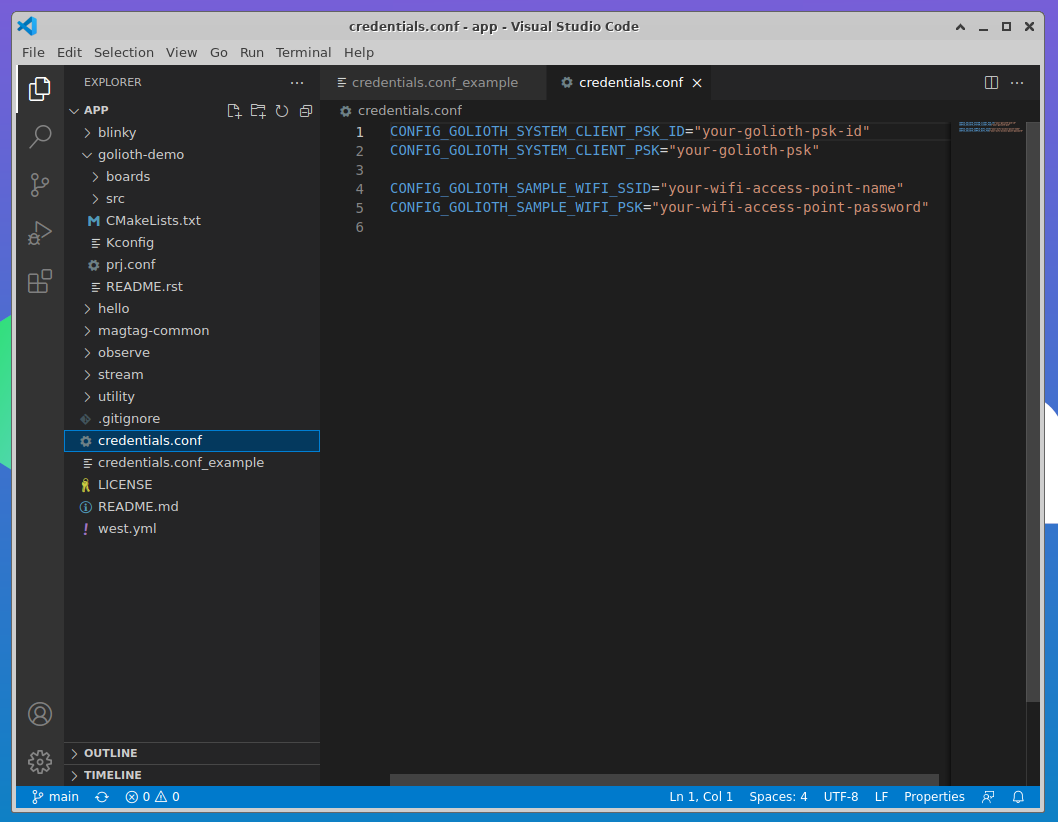 credentials.conf - app - Visual Studio Code
File Edit Selection View Go Run Terminal Help
EXPLORER
APP
blinky
golioth-demo
boards
src
CMakeLists.txt
Kconfig
prj.conf
README.rst
hello
magtag-common
observe
stream
utility
.gitignore
credentials.conf
credentials.conf_example
LICENSE
README.md
west.yml
OUTLINE
TIMELINE
credentials.conf_example credentials.conf
credentials.conf
1 CONFIG_GOLIOTH_SYSTEM_CLIENT_PSK_ID="your-golioth-psk-id"
2 CONFIG_GOLIOTH_SYSTEM_CLIENT_PSK="your-golioth-psk"
3
4 CONFIG_GOLIOTH_SAMPLE_WIFI_SSID="your-wifi-access-point-name"
5 CONFIG_GOLIOTH_SAMPLE_WIFI_PSK="your-wifi-access-point-password"
6
main 0 0 Ln 1, Col 1 Spaces: 4 UTF-8 LF Properties